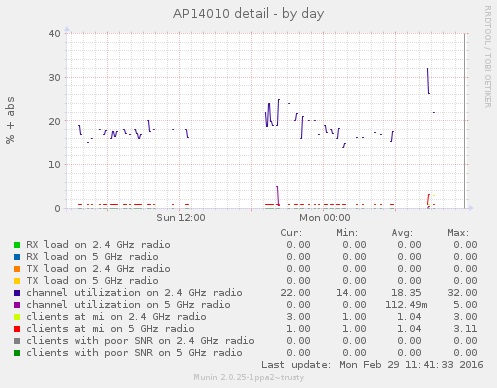 AP14010 detail - by day
RRDTOOL / TOBI OETIKER
% + abs
40
30
20
10
0
Sun 12:00 Mon 00:00
Cur: Min: Avg: Max:
RX load on 2.4 GHz radio 0.00 0.00 0.00 0.00
RX load on 5 GHz radio 0.00 0.00 0.00 0.00
TX load on 2.4 GHz radio 0.00 0.00 0.00 0.00
TX load on 5 GHz radio 0.00 0.00 0.00 0.00
channel utilization on 2.4 GHz radio 22.00 14.00 18.35 32.00
channel utilization on 5 GHz radio 0.00 0.00 112.49m 5.00
clients at mi on 2.4 GHz radio 3.00 1.00 1.04 3.00
clients at mi on 5 GHz radio 1.00 1.00 1.04 3.11
clients with poor SNR on 2.4 GHz radio 0.00 0.00 0.00 0.00
clients with poor SNR on 5 GHz radio 0.00 0.00 0.00 0.00
Last update: Mon Feb 29 11:41:33 2016
Munin 2.0.25-1ppa2~trusty